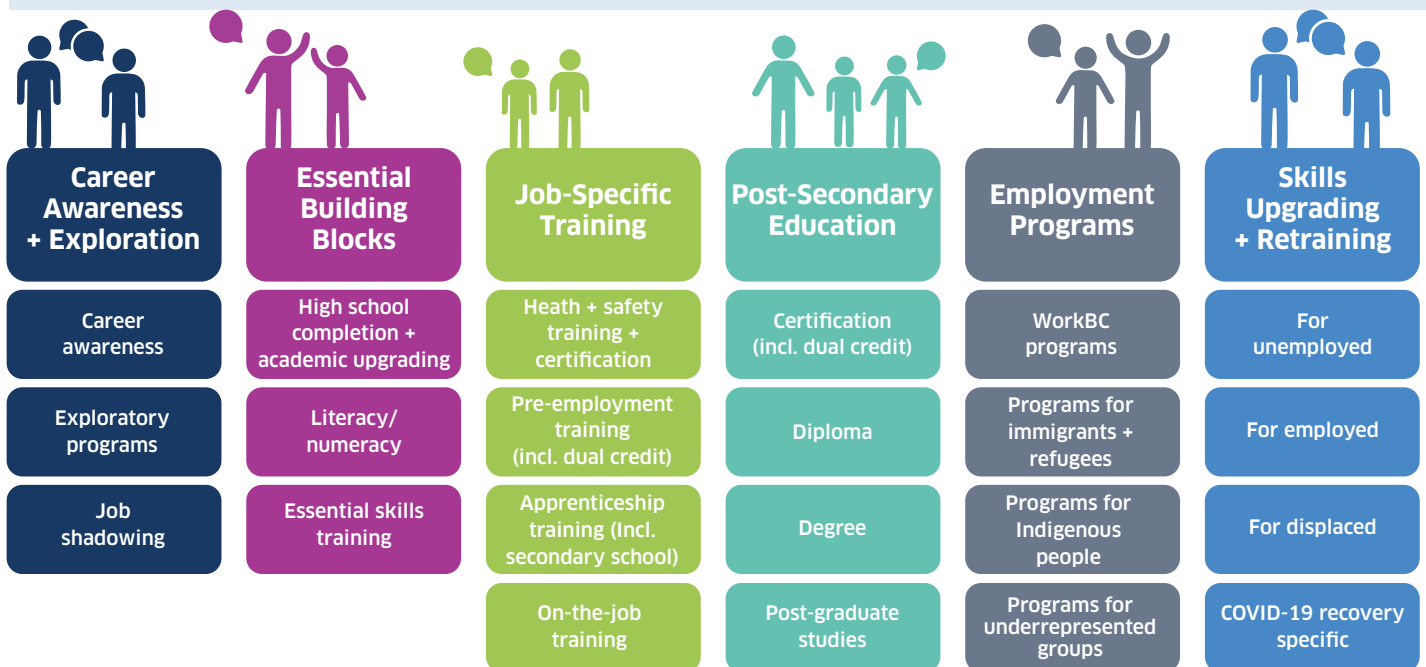 Career
Awareness
+ Exploration
Career
awareness
Exploratory
programs
Job
shadowing
Essential
Building
Blocks
High school
completion +
academic upgrading
Literacy/
numeracy
Essential skills
training
Job-Specific
Training
Heath + safety
training +
certification
Pre-employment
training
(incl. dual credit)
Apprenticeship
training (Incl.
secondary school)
On-the-job
training
Post-Secondary
Education
Certification
(incl. dual credit)
Diploma
Degree
Post-graduate
studies
Employment
Programs
WorkBC
programs
Programs for
immigrants +
refugees
Programs for
Indigenous
people
Programs for
underrepresented
groups
Skills
Upgrading
+ Retraining
For
unemployed
For employed
For displaced
COVID-19 recovery
specific